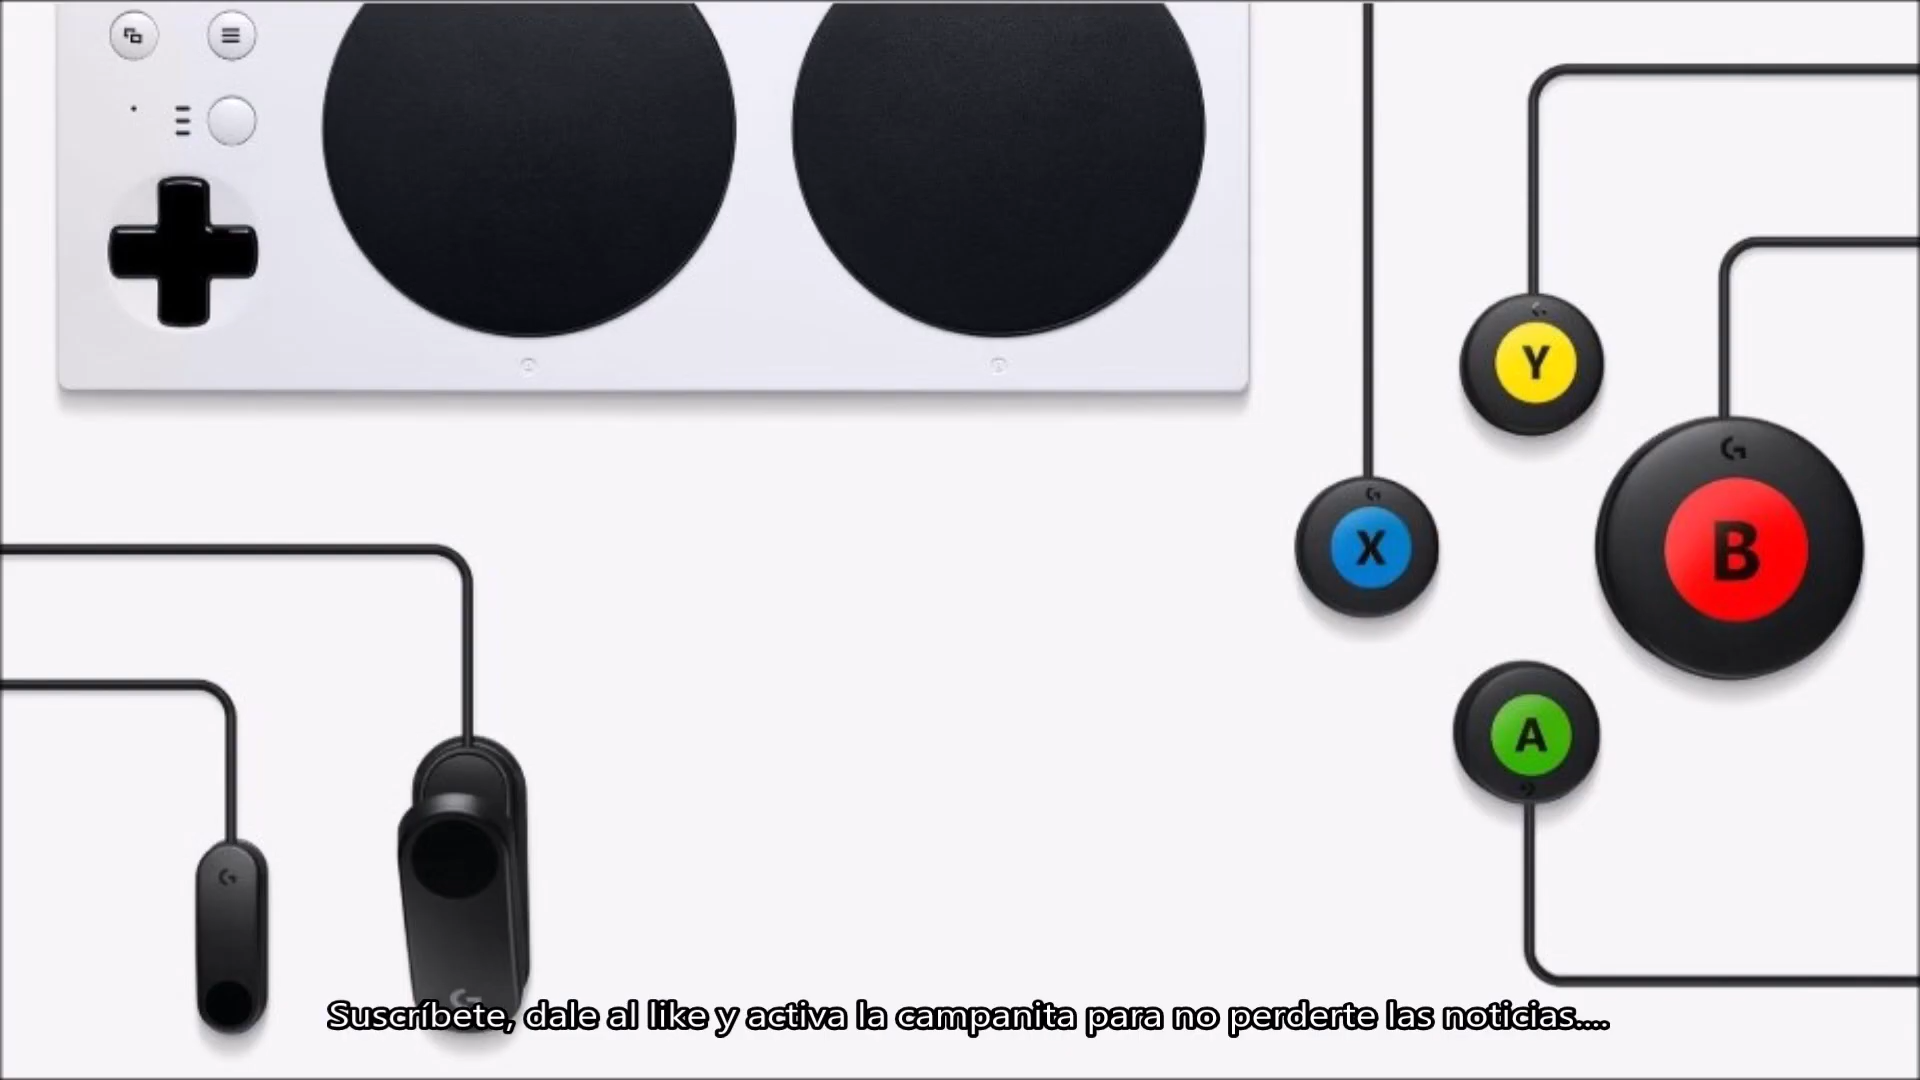 Y
B
X
A
Suscríbete, dale al like y activa la campanita para no perderte las noticias....